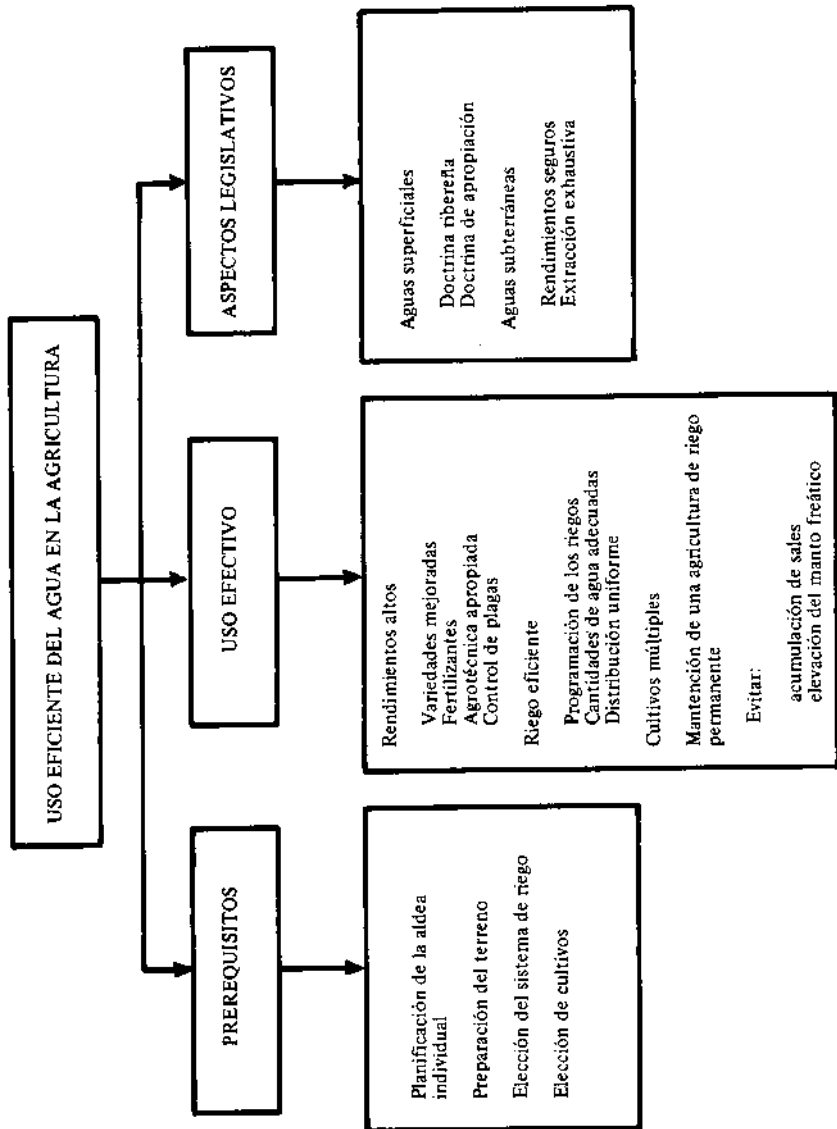 USO EFICIENTE DEL AGUA EN LA AGRICULTURA
PREREQUISITOS
Planificación de la aldea
individual
Preparación del terreno
Elección del sistema de riego
Elección de cultivos
USO EFECTIVO
Rendimientos altos
Variedades mejoradas
Fertilizantes
Agrotécnica apropiada
Control de plagas
Riego eficiente
Programación de los riegos
Cantidades de agua adecuadas
Distribución uniforme
Cultivos múltiples
Mantención de una agricultura de riego
permanente
Evitar:
acumulación de sales
elevación del manto freático
ASPECTOS LEGISLATIVOS
Aguas superficiales
Doctrina ribereña
Doctrina de apropiación
Aguas subterráneas
Rendimientos seguros
Extracción exhaustiva